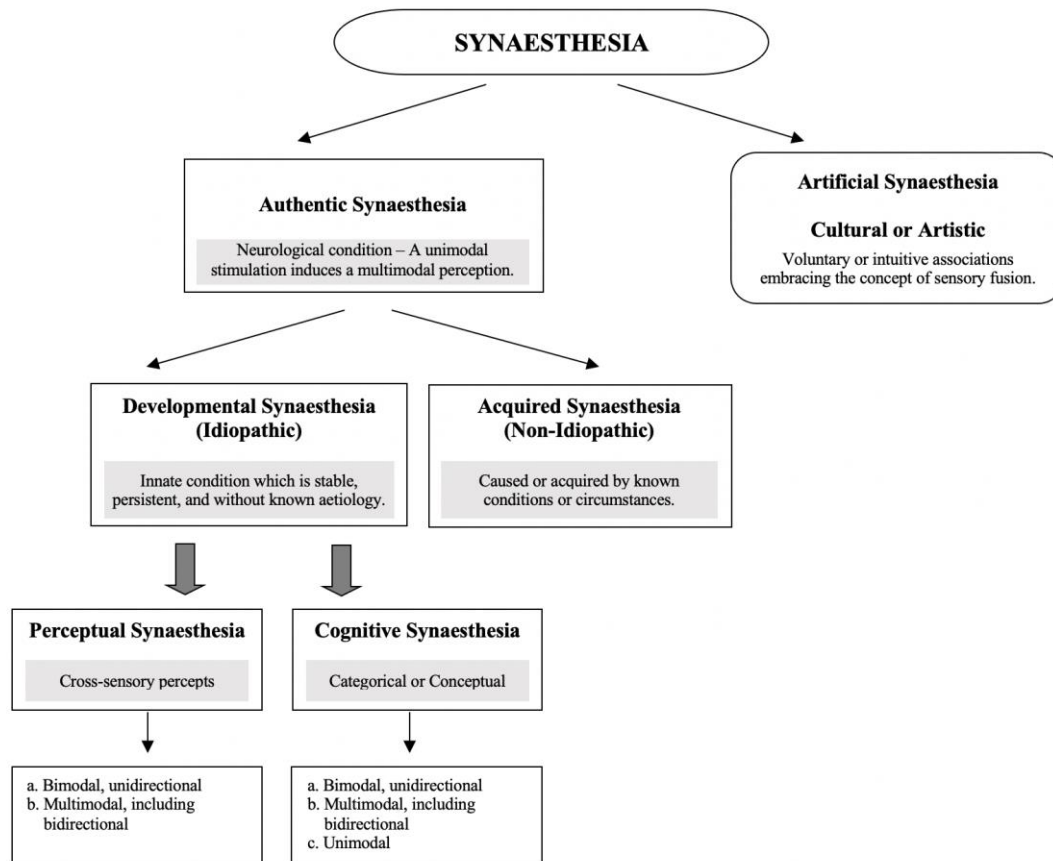 SYNAESTHESIA
Authentic Synaesthesia
Neurological condition – A unimodal
stimulation induces a multimodal perception.
Artificial Synaesthesia
Cultural or Artistic
Voluntary or intuitive associations
embracing the concept of sensory fusion.
Developmental Synaesthesia
(Idiopathic)
Innate condition which is stable,
persistent, and without known aetiology.
Acquired Synaesthesia
(Non-Idiopathic)
Caused or acquired by known
conditions or circumstances.
Perceptual Synaesthesia
Cross-sensory percepts
Cognitive Synaesthesia
Categorical or Conceptual
a. Bimodal, unidirectional
b. Multimodal, including
bidirectional
a. Bimodal, unidirectional
b. Multimodal, including
bidirectional
c. Unimodal